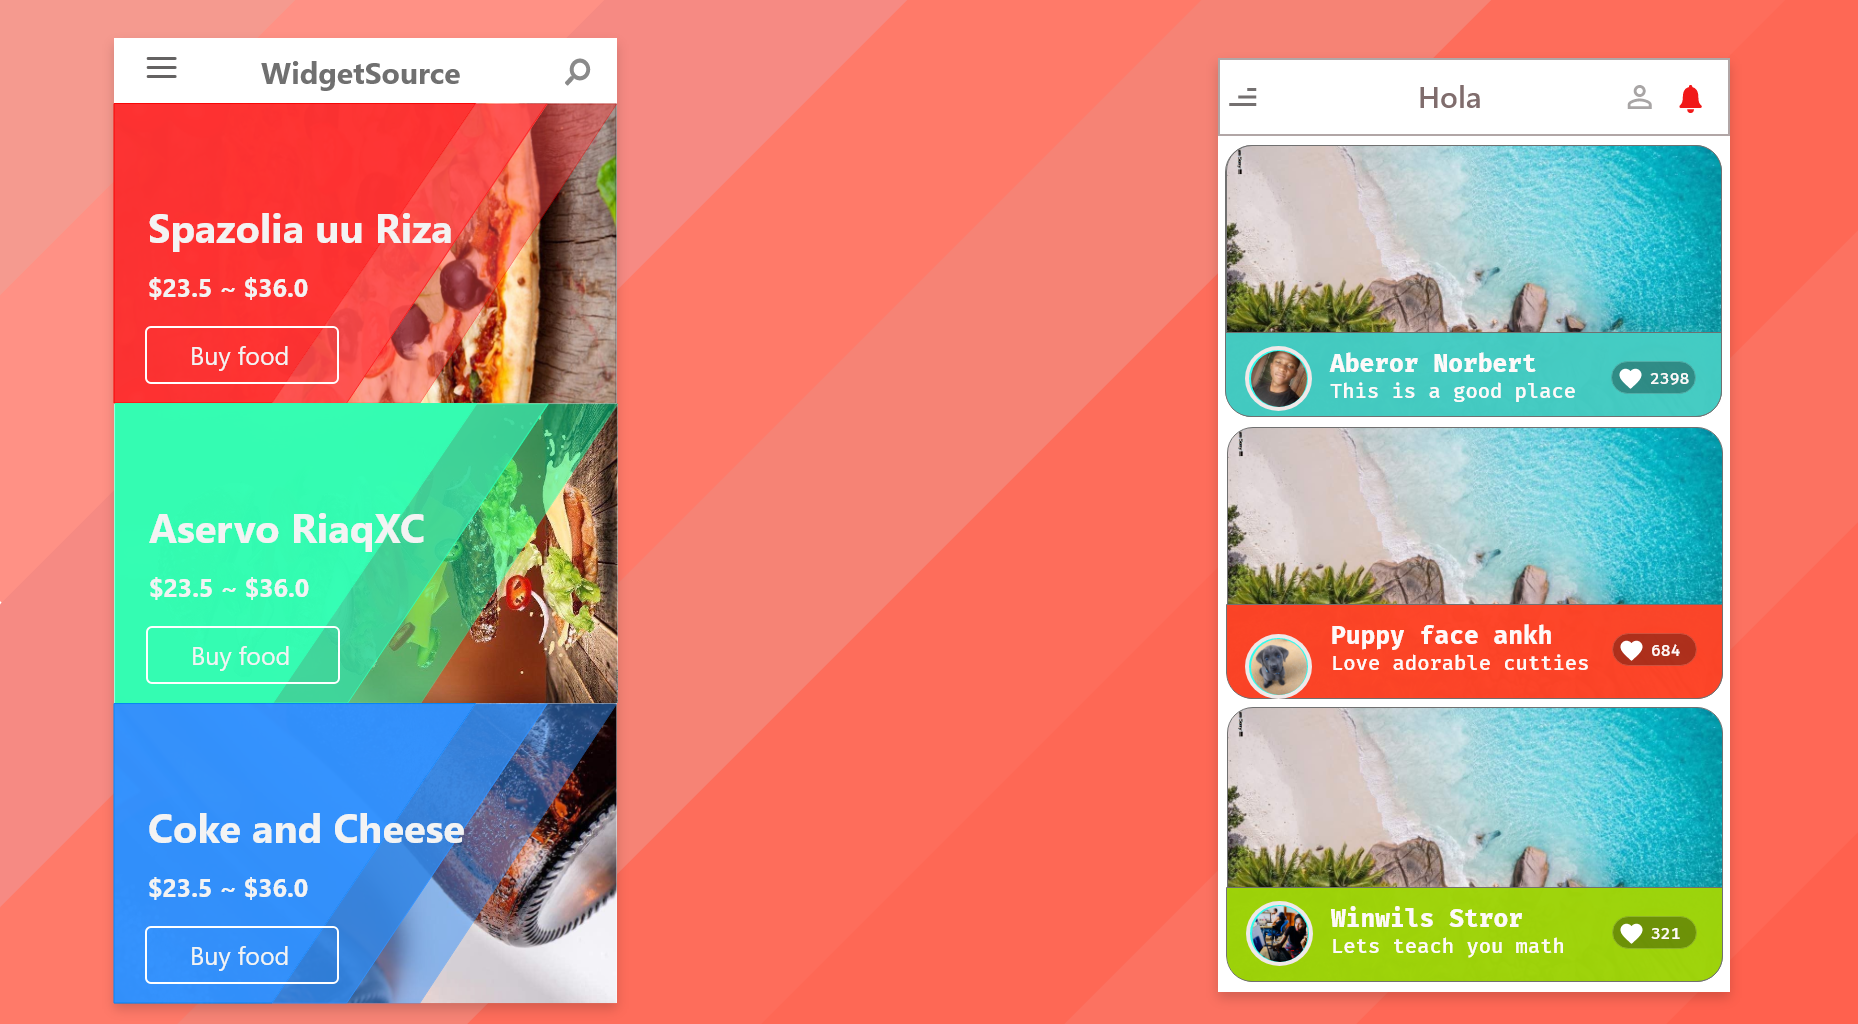 WidgetSource
Spazolia uu Riza
$23.5 ~ $36.0
Buy food
Aservo RiaqXC
$23.5 ~ $36.0
Buy food
Coke and Cheese
$23.5 ~ $36.0
Buy food
Hola
Aberor Norbert
This is a good place
2398
Puppy face ankh
Love adorable cutties
684
Winwils Stror
Lets teach you math
321